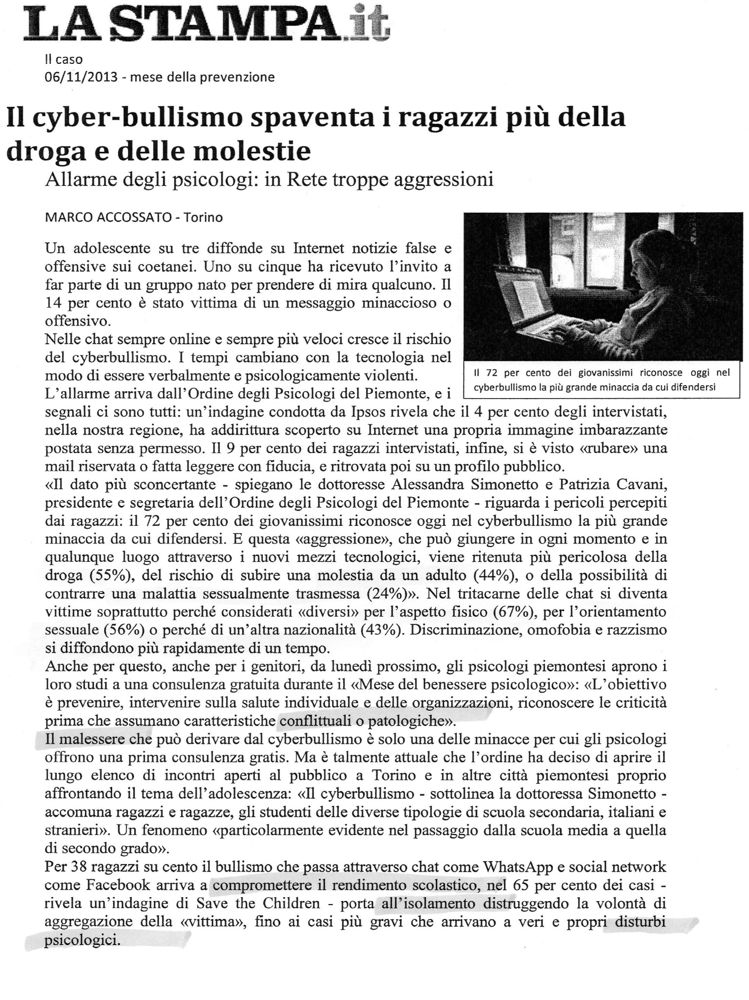 LA STAMPA.it
Il caso
06/11/2013 - mese della prevenzione
Il cyber-bullismo spaventa i ragazzi più della
droga e delle molestie
Allarme degli psicologi: in Rete troppe aggressioni
MARCO ACCOSSATO - Torino
Un adolescente su tre diffonde su Internet notizie false e
offensive sui coetanei. Uno su cinque ha ricevuto l’invito a
far parte di un gruppo nato per prendere di mira qualcuno. Il
14 per cento è stato vittima di un messaggio minaccioso o
offensivo.
Nelle chat sempre online e sempre più veloci cresce il rischio
del cyberbullismo. I tempi cambiano con la tecnologia nel
modo di essere verbalmente e psicologicamente violenti.
Il 72 per cento dei giovanissimi riconosce oggi nel
cyberbullismo la più grande minaccia da cui difendersi
L’allarme arriva dall’Ordine degli Psicologi del Piemonte, e i
segnali ci sono tutti: un’indagine condotta da Ipsos rivela che il 4 per cento degli intervistati,
nella nostra regione, ha addirittura scoperto su Internet una propria immagine imbarazzante
postata senza permesso. Il 9 per cento dei ragazzi intervistati, infine, si è visto «rubare» una
mail riservata o fatta leggere con fiducia, e ritrovata poi su un profilo pubblico.
«Il dato più sconcertante - spiegano le dottoresse Alessandra Simonetto e Patrizia Cavani,
presidente e segretaria dell’Ordine degli Psicologi del Piemonte - riguarda i pericoli percepiti
dai ragazzi: il 72 per cento dei giovanissimi riconosce oggi nel cyberbullismo la più grande
minaccia da cui difendersi. E questa «aggressione», che può giungere in ogni momento e in
qualunque luogo attraverso i nuovi mezzi tecnologici, viene ritenuta più pericolosa della
droga (55%), del rischio di subire una molestia da un adulto (44%), o della possibilità di
contrarre una malattia sessualmente trasmessa (24%)». Nel tritacarne delle chat si diventa
vittime soprattutto perché considerati «diversi» per l’aspetto fisico (67%), per l’orientamento
sessuale (56%) o perché di un’altra nazionalità (43%). Discriminazione, omofobia e razzismo
si diffondono più rapidamente di un tempo.
Anche per questo, anche per i genitori, da lunedì prossimo, gli psicologi piemontesi aprono i
loro studi a una consulenza gratuita durante il «Mese del benessere psicologico»: «L’obiettivo
è prevenire, intervenire sulla salute individuale e delle organizzazioni, riconoscere le criticità
prima che assumano caratteristiche conflittuali o patologiche».
Il malessere che può derivare dal cyberbullismo è solo una delle minacce per cui gli psicologi
offrono una prima consulenza gratis. Ma è talmente attuale che l’ordine ha deciso di aprire il
lungo elenco di incontri aperti al pubblico a Torino e in altre città piemontesi proprio
affrontando il tema dell’adolescenza: «Il cyberbullismo - sottolinea la dottoressa Simonetto -
accomuna ragazzi e ragazze, gli studenti delle diverse tipologie di scuola secondaria, italiani e
stranieri». Un fenomeno «particolarmente evidente nel passaggio dalla scuola media a quella
di secondo grado».
Per 38 ragazzi su cento il bullismo che passa attraverso chat come WhatsApp e social network
come Facebook arriva a compromettere il rendimento scolastico, nel 65 per cento dei casi -
rivela un’indagine di Save the Children - porta all’isolamento distruggendo la volontà di
aggregazione della «vittima», fino ai casi più gravi che arrivano a veri e propri disturbi
psicologici.